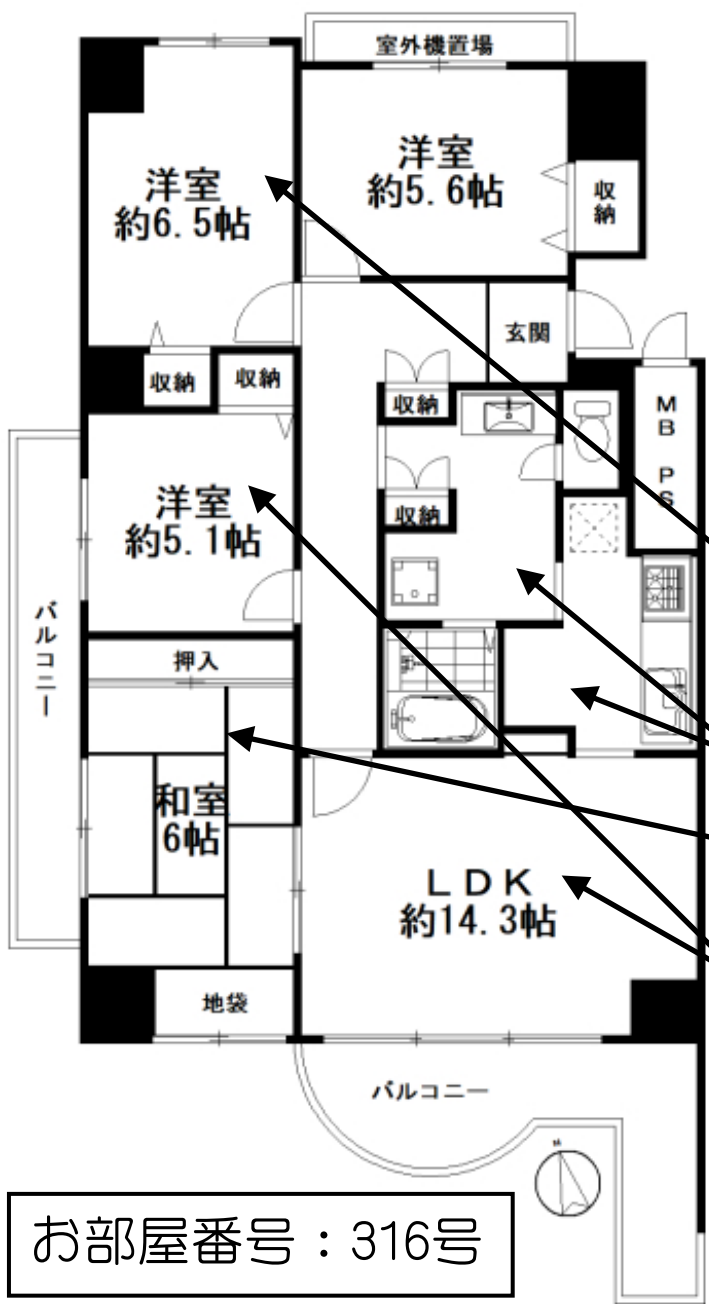 室外機置場
洋室
約6.5帖
洋室
約5.6帖
収納
玄関
収納
収納
収納
MB PS
収納
洋室
約5.1帖
バルコニー
押入
和室
6帖
LDK
約14.3帖
地袋
バルコニー
お部屋番号：316号